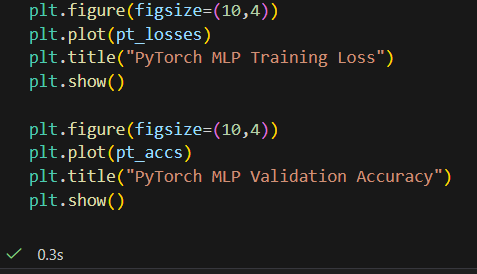 plt.figure(figsize=(10,4))
plt.plot(pt_losses)
plt.title("PyTorch MLP Training Loss")
plt.show()
plt.figure(figsize=(10,4))
plt.plot(pt_accs)
plt.title("PyTorch MLP Validation Accuracy")
plt.show()
0.3s